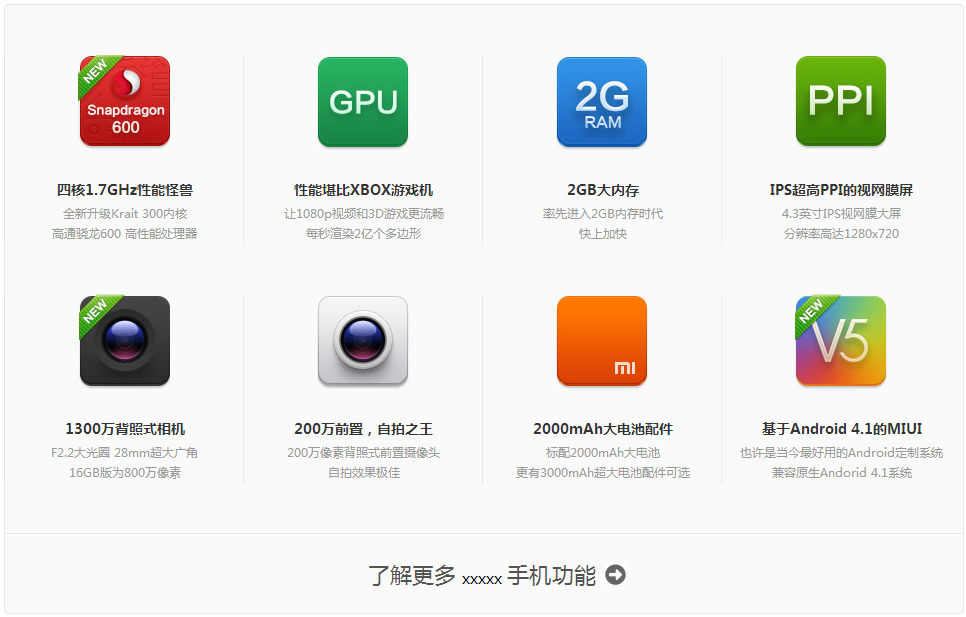 NEW
Snapdragon
600
GPU
2G
RAM
PPI
四核1.7GHz性能怪兽
全新升级Krait 300内核
高通骁龙600 高性能处理器
性能堪比XBOX游戏机
让1080p视频和3D游戏更流畅
每秒渲染2亿个多边形
2GB大内存
率先进入2GB内存时代
快上加快
IPS超高PPI的视网膜屏
4.3英寸IPS视网膜大屏
分辨率高达1280x720
NEW
mi
NEW
V5
1300万背照式相机
F2.2大光圈 28mm超大广角
16GB版为800万像素
200万前置，自拍之王
200万像素背照式前置摄像头
自拍效果极佳
2000mAh大电池配件
标配2000mAh大电池
更有3000mAh超大电池配件可选
基于Android 4.1的MIUI
也许是当今最好用的Android定制系统
兼容原生Andorid 4.1系统
了解更多 xxxxx 手机功能